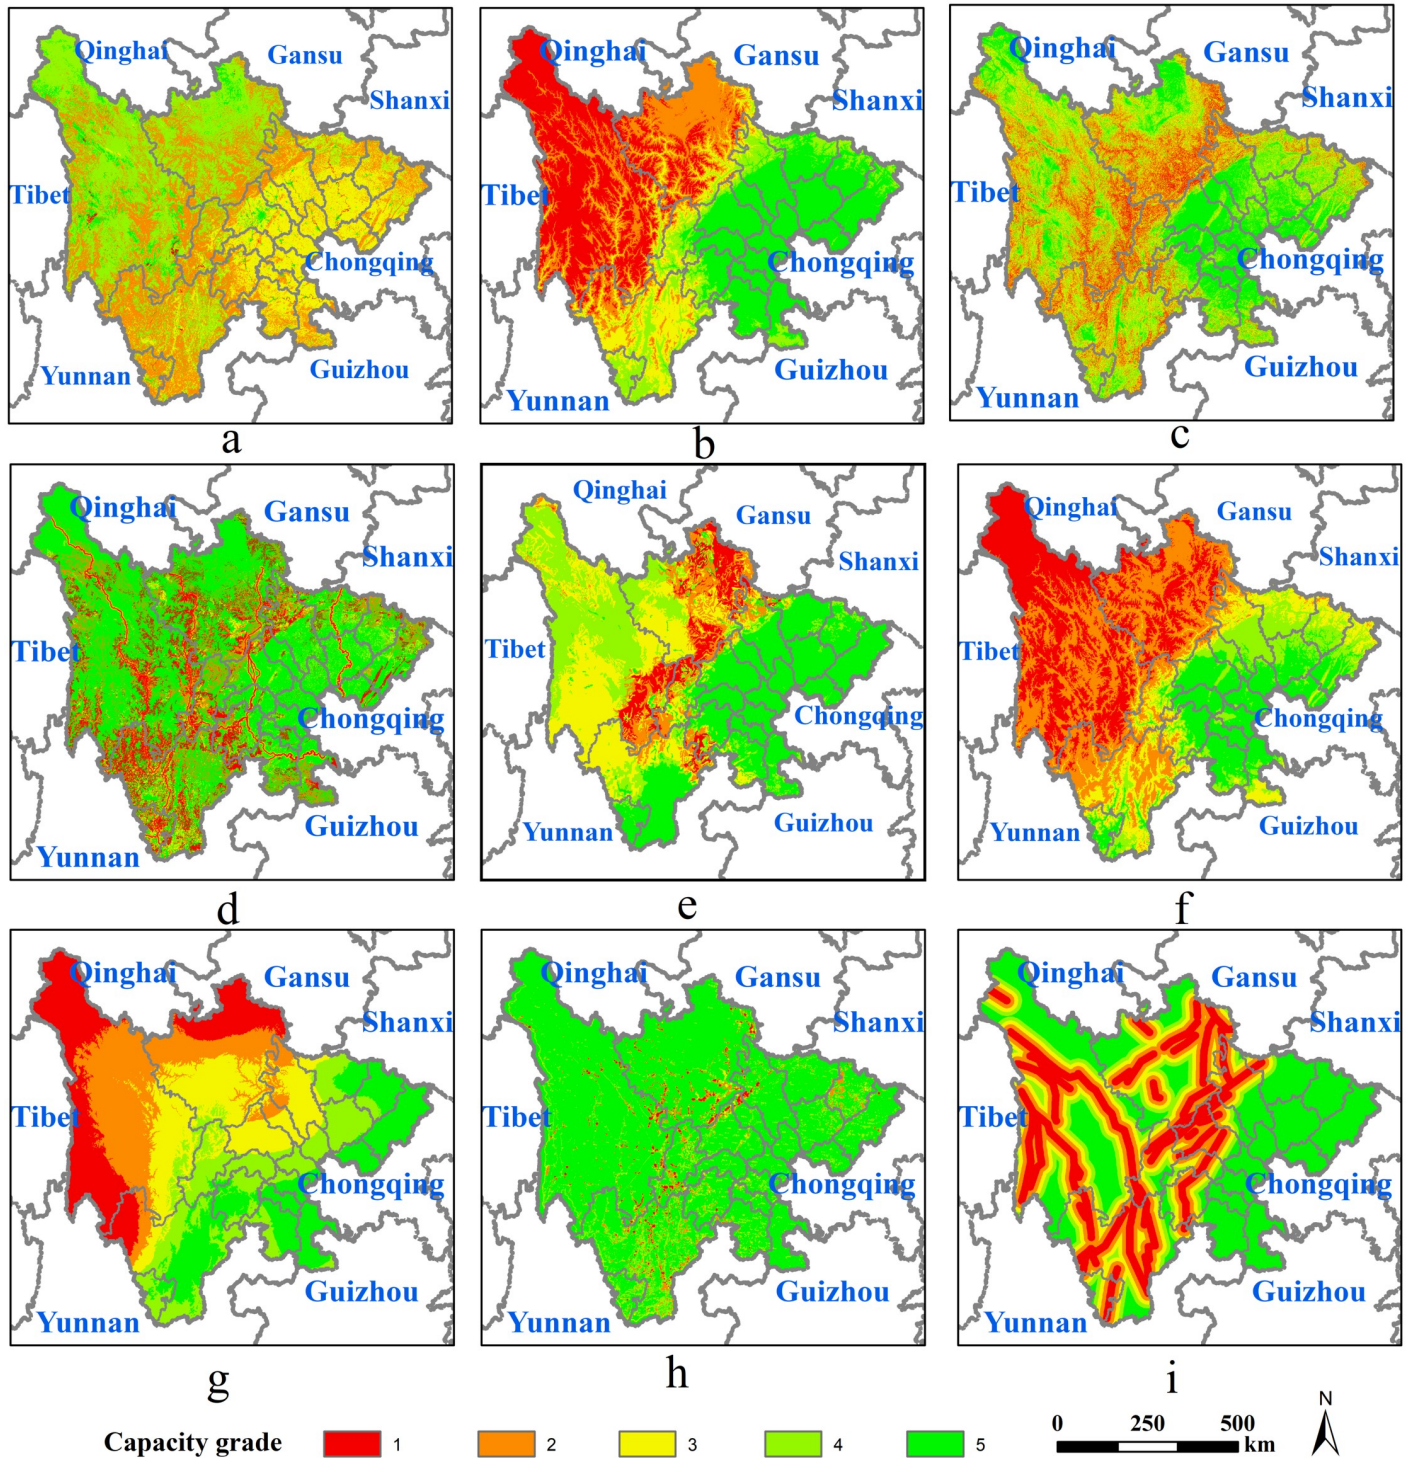 Qinghai Gansu Shanxi Tibet Chongqing Yunnan Guizhou
a
Qinghai Gansu Shanxi Tibet Chongqing Yunnan Guizhou
b
Qinghai Gansu Shanxi Tibet Chongqing Yunnan Guizhou
c
Qinghai Gansu Shanxi Tibet Chongqing Yunnan Guizhou
d
Qinghai Gansu Shanxi Tibet Chongqing Yunnan Guizhou
e
Qinghai Gansu Shanxi Tibet Chongqing Yunnan Guizhou
f
Qinghai Gansu Shanxi Tibet Chongqing Yunnan Guizhou
g
Qinghai Gansu Shanxi Tibet Chongqing Yunnan Guizhou
h
Qinghai Gansu Shanxi Tibet Chongqing Yunnan Guizhou
i
Capacity grade 1 2 3 4 5
0 250 500
km
N